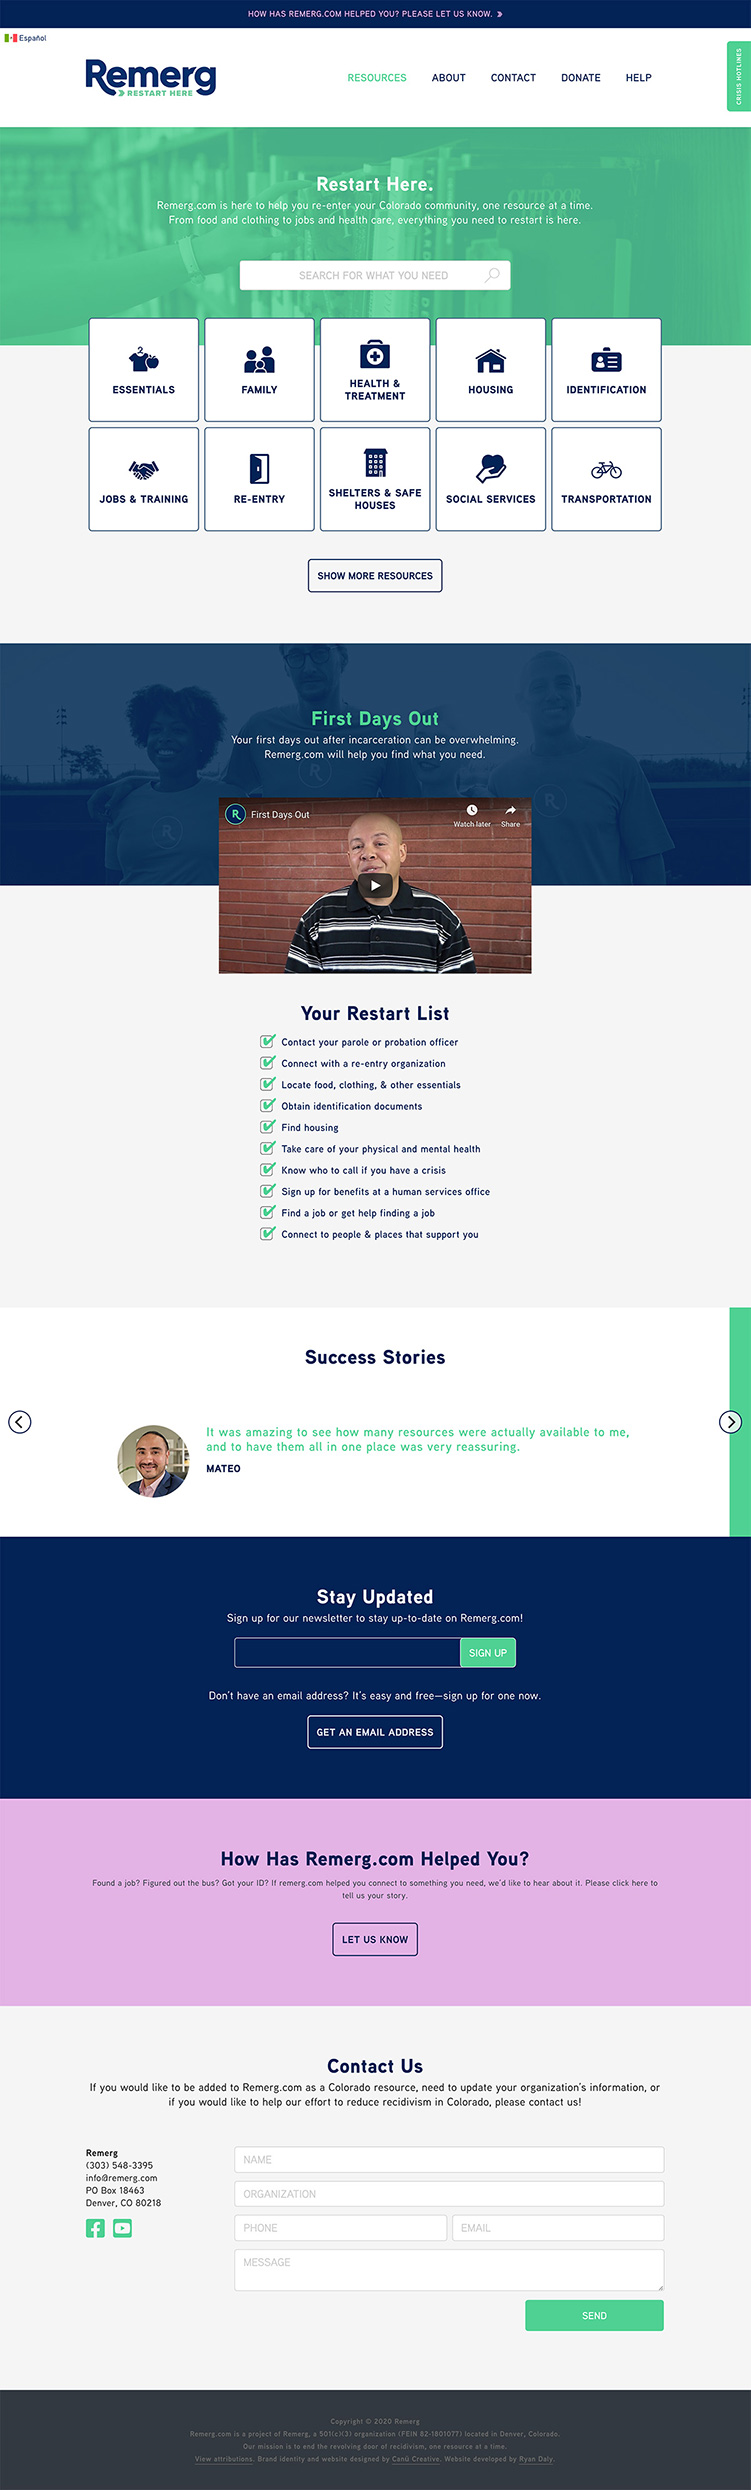 HOW HAS REMERG.COM HELPED YOU? PLEASE LET US KNOW. »
Español
Remerg
RESTART HERE
RESOURCES ABOUT CONTACT DONATE HELP
CRISIS HOTLINES
OUTDOOR
Restart Here.
Remerg.com is here to help you re-enter your Colorado community, one resource at a time.
From food and clothing to jobs and health care, everything you need to restart is here.
SEARCH FOR WHAT YOU NEED
ESSENTIALS
FAMILY
HEALTH &
TREATMENT
HOUSING
IDENTIFICATION
JOBS & TRAINING
RE-ENTRY
SHELTERS & SAFE
HOUSES
SOCIAL SERVICES
TRANSPORTATION
SHOW MORE RESOURCES
First Days Out
Your first days out after incarceration can be overwhelming.
Remerg.com will help you find what you need.
R First Days Out
Watch later Share
Your Restart List
Contact your parole or probation officer
Connect with a re-entry organization
Locate food, clothing, & other essentials
Obtain identification documents
Find housing
Take care of your physical and mental health
Know who to call if you have a crisis
Sign up for benefits at a human services office
Find a job or get help finding a job
Connect to people & places that support you
Success Stories
It was amazing to see how many resources were actually available to me,
and to have them all in one place was very reassuring.
MATEO
Stay Updated
Sign up for our newsletter to stay up-to-date on Remerg.com!
SIGN UP
Don't have an email address? It's easy and free—sign up for one now.
GET AN EMAIL ADDRESS
How Has Remerg.com Helped You?
Found a job? Figured out the bus? Got your ID? If remerg.com helped you connect to something you need, we'd like to hear about it. Please click here to
tell us your story.
LET US KNOW
Contact Us
If you would like to be added to Remerg.com as a Colorado resource, need to update your organization's information, or
if you would like to help our effort to reduce recidivism in Colorado, please contact us!
Remerg
(303) 548-3395
info@remerg.com
PO Box 18463
Denver, CO 80218
NAME
ORGANIZATION
PHONE EMAIL
MESSAGE
SEND
Copyright © 2020 Remerg
Remerg.com is a project of Remerg, a 501(c)(3) organization (FEIN 82-1801077) located in Denver, Colorado.
Our mission is to end the revolving door of recidivism, one resource at a time.
View attributions. Brand identity and website designed by Canū Creative. Website developed by Ryan Daly.